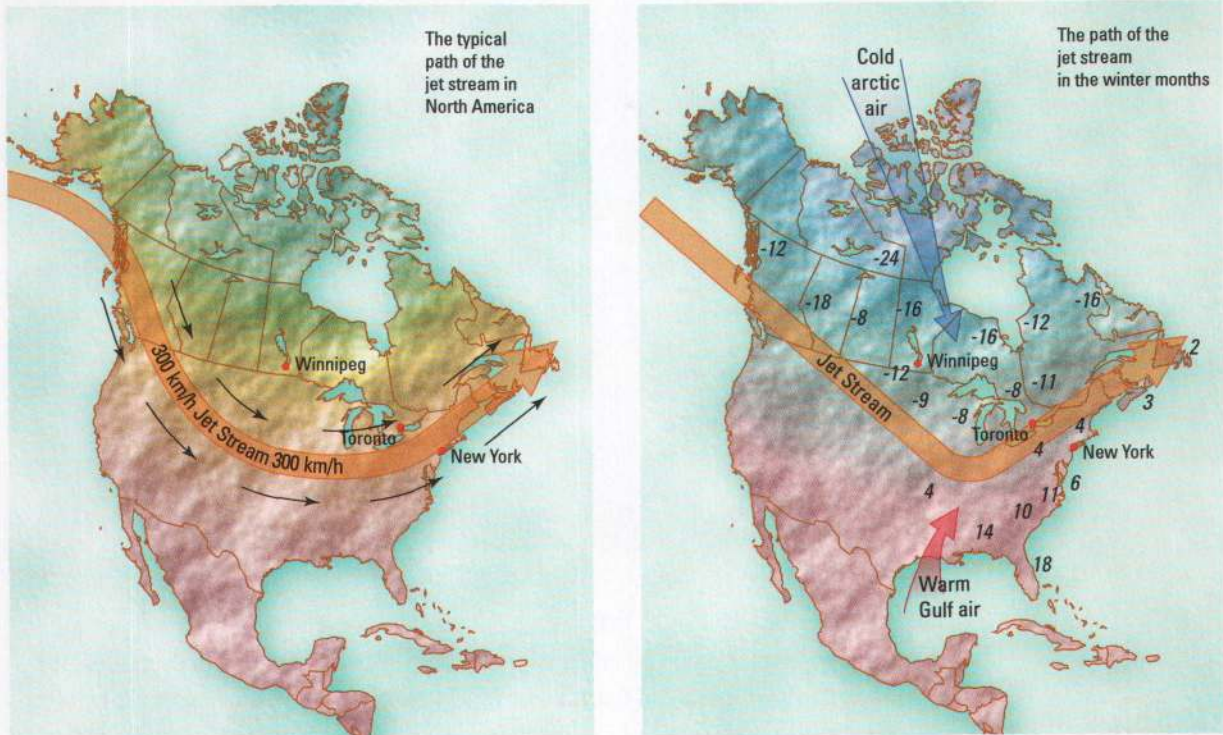 The typical
path of the
jet stream in
North America
300 km/h Jet Stream 300 km/h
Winnipeg
Toronto
New York
The path of the
jet stream
in the winter months
Cold
arctic
air
-12
-24
-18
-8
-16
-16
-12
-16
Winnipeg
-12
2
Jet Stream
-9
-8
-8
-11
3
Toronto
4
4
New York
4
6
11
10
14
18
Warm
Gulf air